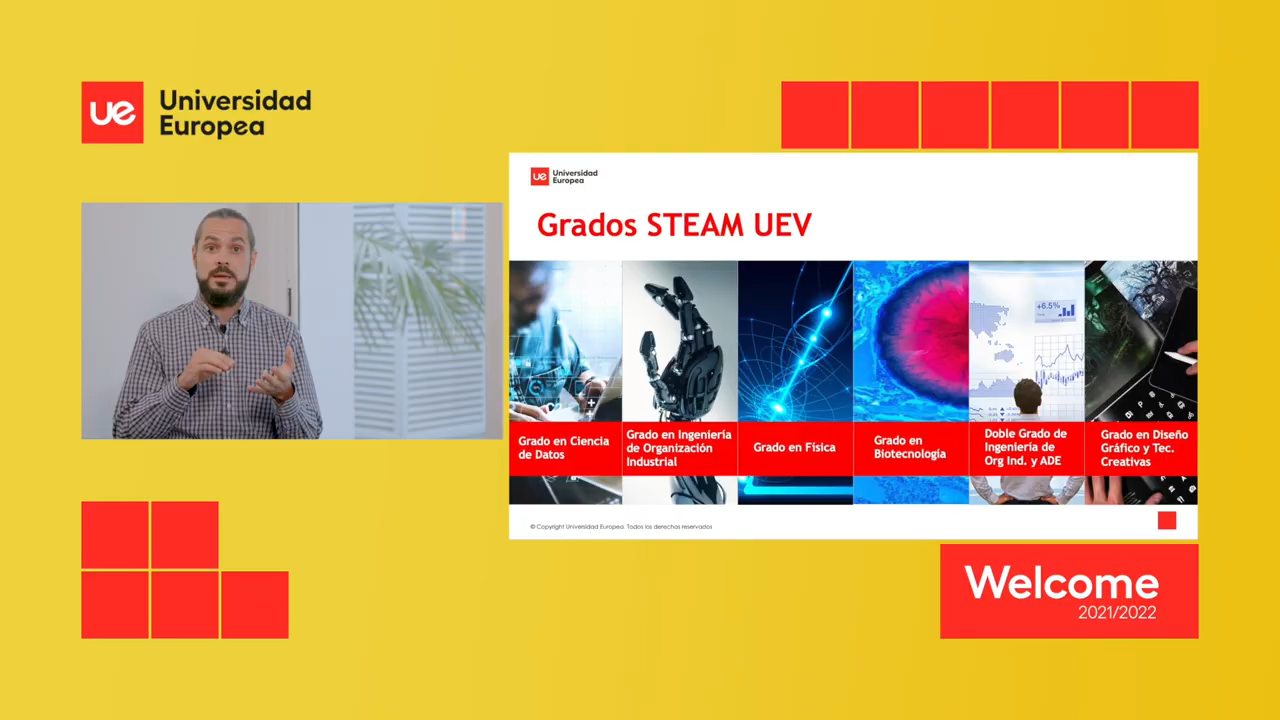 ue Universidad
Europea
ue Universidad
Europea
Grados STEAM UEV
+6.5%
Grado en Ciencia
de Datos
Grado en Ingeniería
de Organización
Industrial
Grado en Física
Grado en
Biotecnología
Doble Grado de
Ingeniería de
Org Ind. y ADE
Grado en Diseño
Gráfico y Tec.
Creativas
© Copyright Universidad Europea. Todos los derechos reservados
Welcome
2021/2022